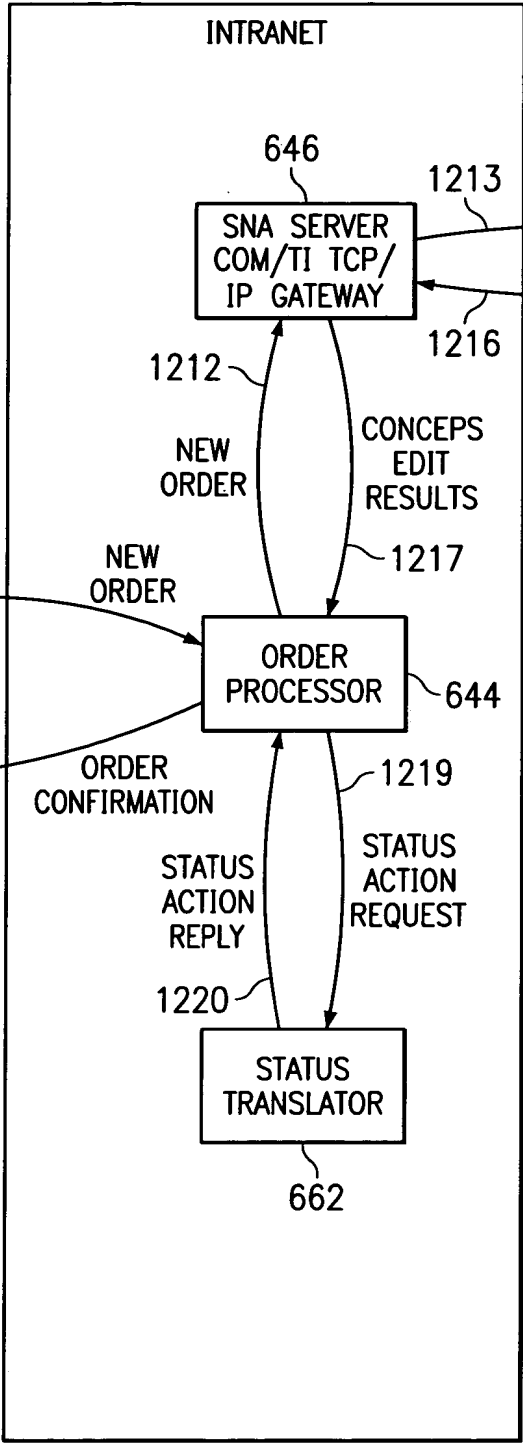 INTRANET
646
SNA SERVER
COM/TI TCP/
IP GATEWAY
1213
1216
1212
NEW
ORDER
CONCEPS
EDIT
RESULTS
1217
NEW
ORDER
ORDER
PROCESSOR
644
ORDER
CONFIRMATION
1219
STATUS
ACTION
REPLY
STATUS
ACTION
REQUEST
1220
STATUS
TRANSLATOR
662